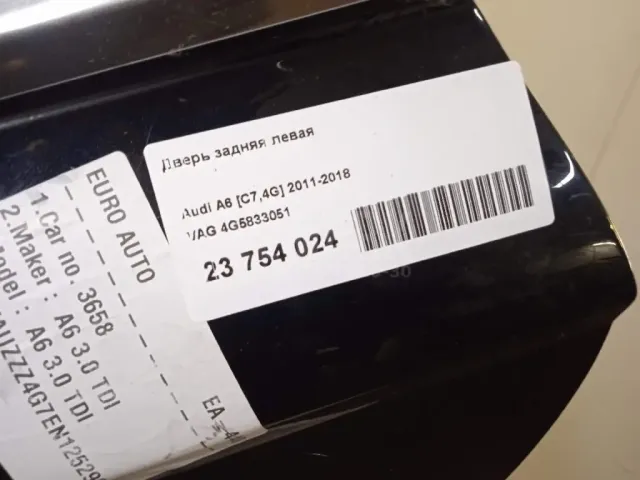 Дверь задняя левая
Audi A6 [C7,4G] 2011-2018
VAG 4G5833051
23 754 024
EURO AUTO
1.Car no. 3658
2.Maker : A6 3.0 TDI
Model : A6 3.0 TDI